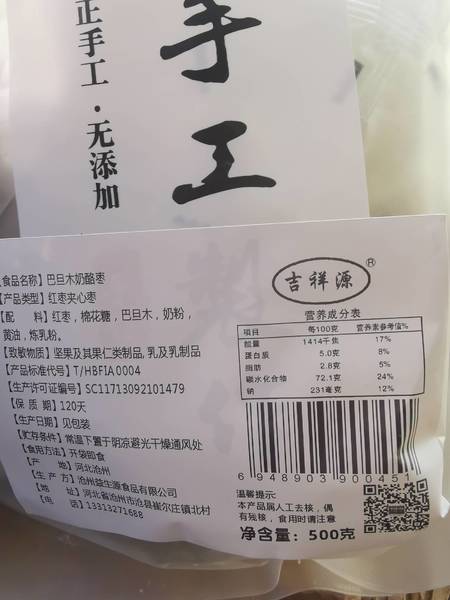 正手工·无添加
手工
【食品名称】巴旦木奶酪枣
【产品类型】红枣夹心枣
【配 料】红枣,棉花糖,巴旦木,奶粉,
黄油,炼乳粉。
【致敏物质】坚果及其果仁类制品,乳及乳制品
【产品标准代号】T/HBFIA0004
【生产许可证编号】SC11713092101479
【保 质 期】120天
【生产日期】见包装
【贮存条件】常温下置于阴凉避光干燥通风处
【食用方法】开袋即食
【产 地】河北沧州
【生 产 方】沧州益生源食品有限公司
【地 址】河北省沧州市沧县崔尔庄镇北村
【电 话】13313271688
吉祥源®
营养成分表
项目 每100克 营养素参考值%
能量 1414千焦 17%
蛋白质 5.0克 8%
脂肪 2.8克 5%
碳水化合物 72.1克 24%
钠 231毫克 12%
6948903900451
温馨提示:
本产品属人工去核,偶
有残核,食用时请注意
净含量:500克